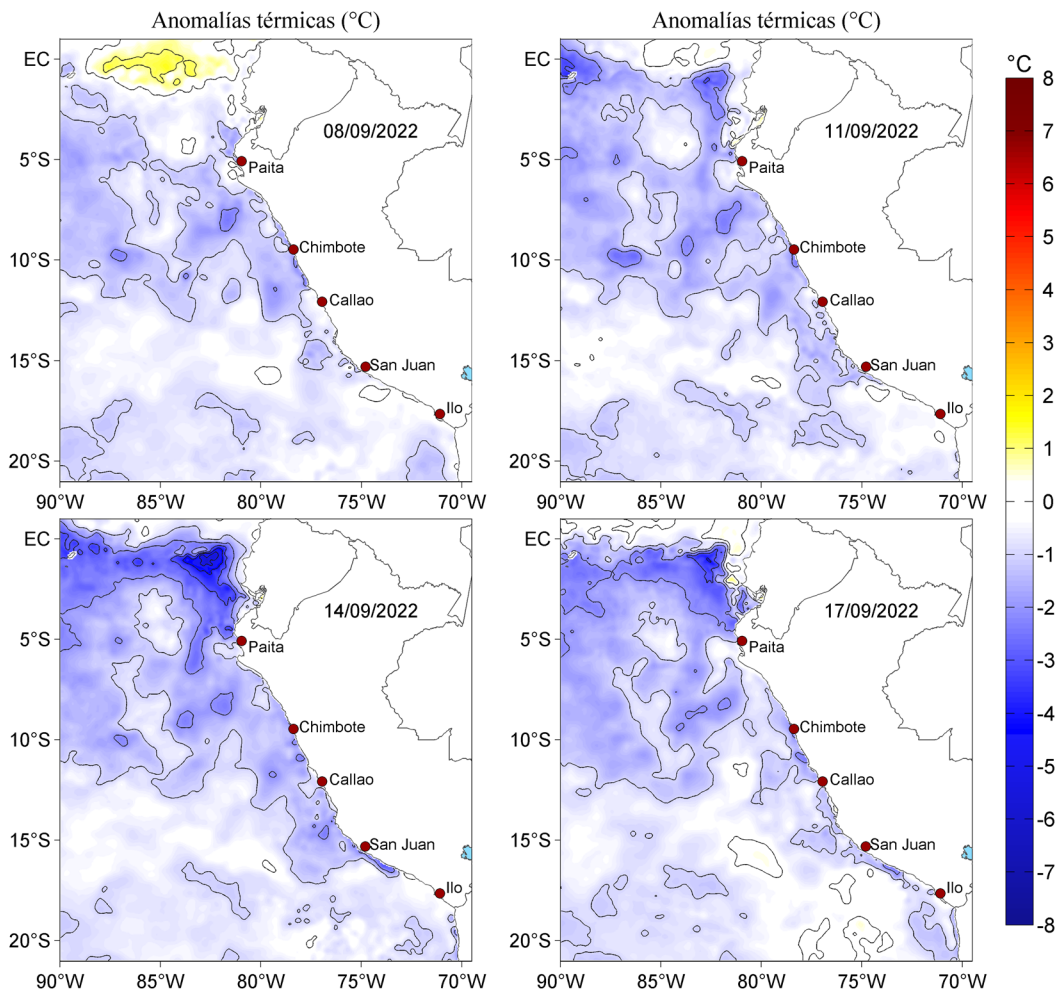 Anomalías térmicas (°C)
Anomalías térmicas (°C)
EC
5°S
10°S
15°S
20°S
08/09/2022
Paita
Chimbote
Callao
San Juan
Ilo
90°W
85°W
80°W
75°W
70°W
EC
5°S
10°S
15°S
20°S
11/09/2022
Paita
Chimbote
Callao
San Juan
Ilo
90°W
85°W
80°W
75°W
70°W
EC
5°S
10°S
15°S
20°S
14/09/2022
Paita
Chimbote
Callao
San Juan
Ilo
90°W
85°W
80°W
75°W
70°W
EC
5°S
10°S
15°S
20°S
17/09/2022
Paita
Chimbote
Callao
San Juan
Ilo
90°W
85°W
80°W
75°W
70°W
°C
8
7
6
5
4
3
2
1
0
-1
-2
-3
-4
-5
-6
-7
-8